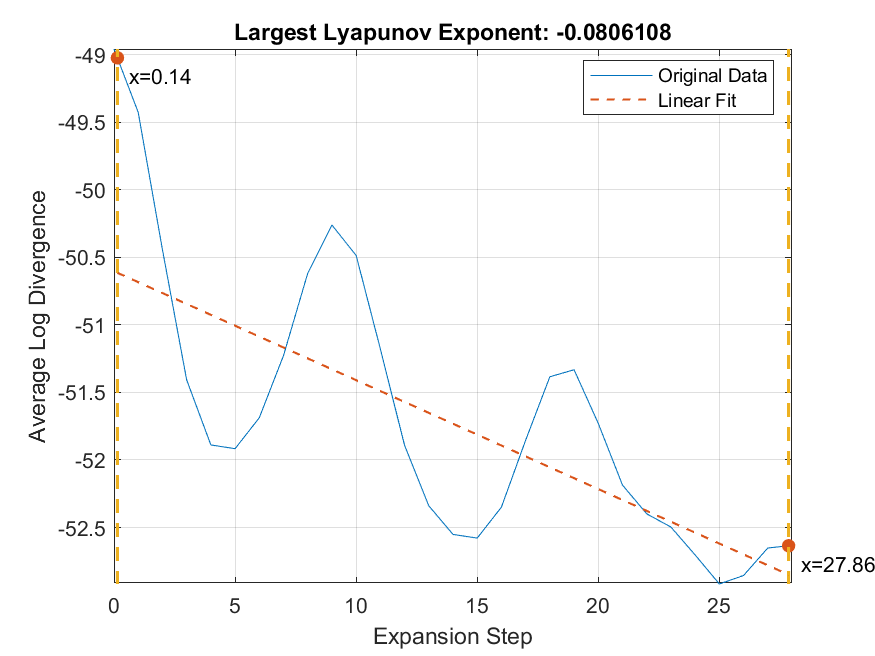 Largest Lyapunov Exponent: -0.0806108
Original Data
Linear Fit
x=0.14
x=27.86
Average Log Divergence
-49
-49.5
-50
-50.5
-51
-51.5
-52
-52.5
0 5 10 15 20 25
Expansion Step